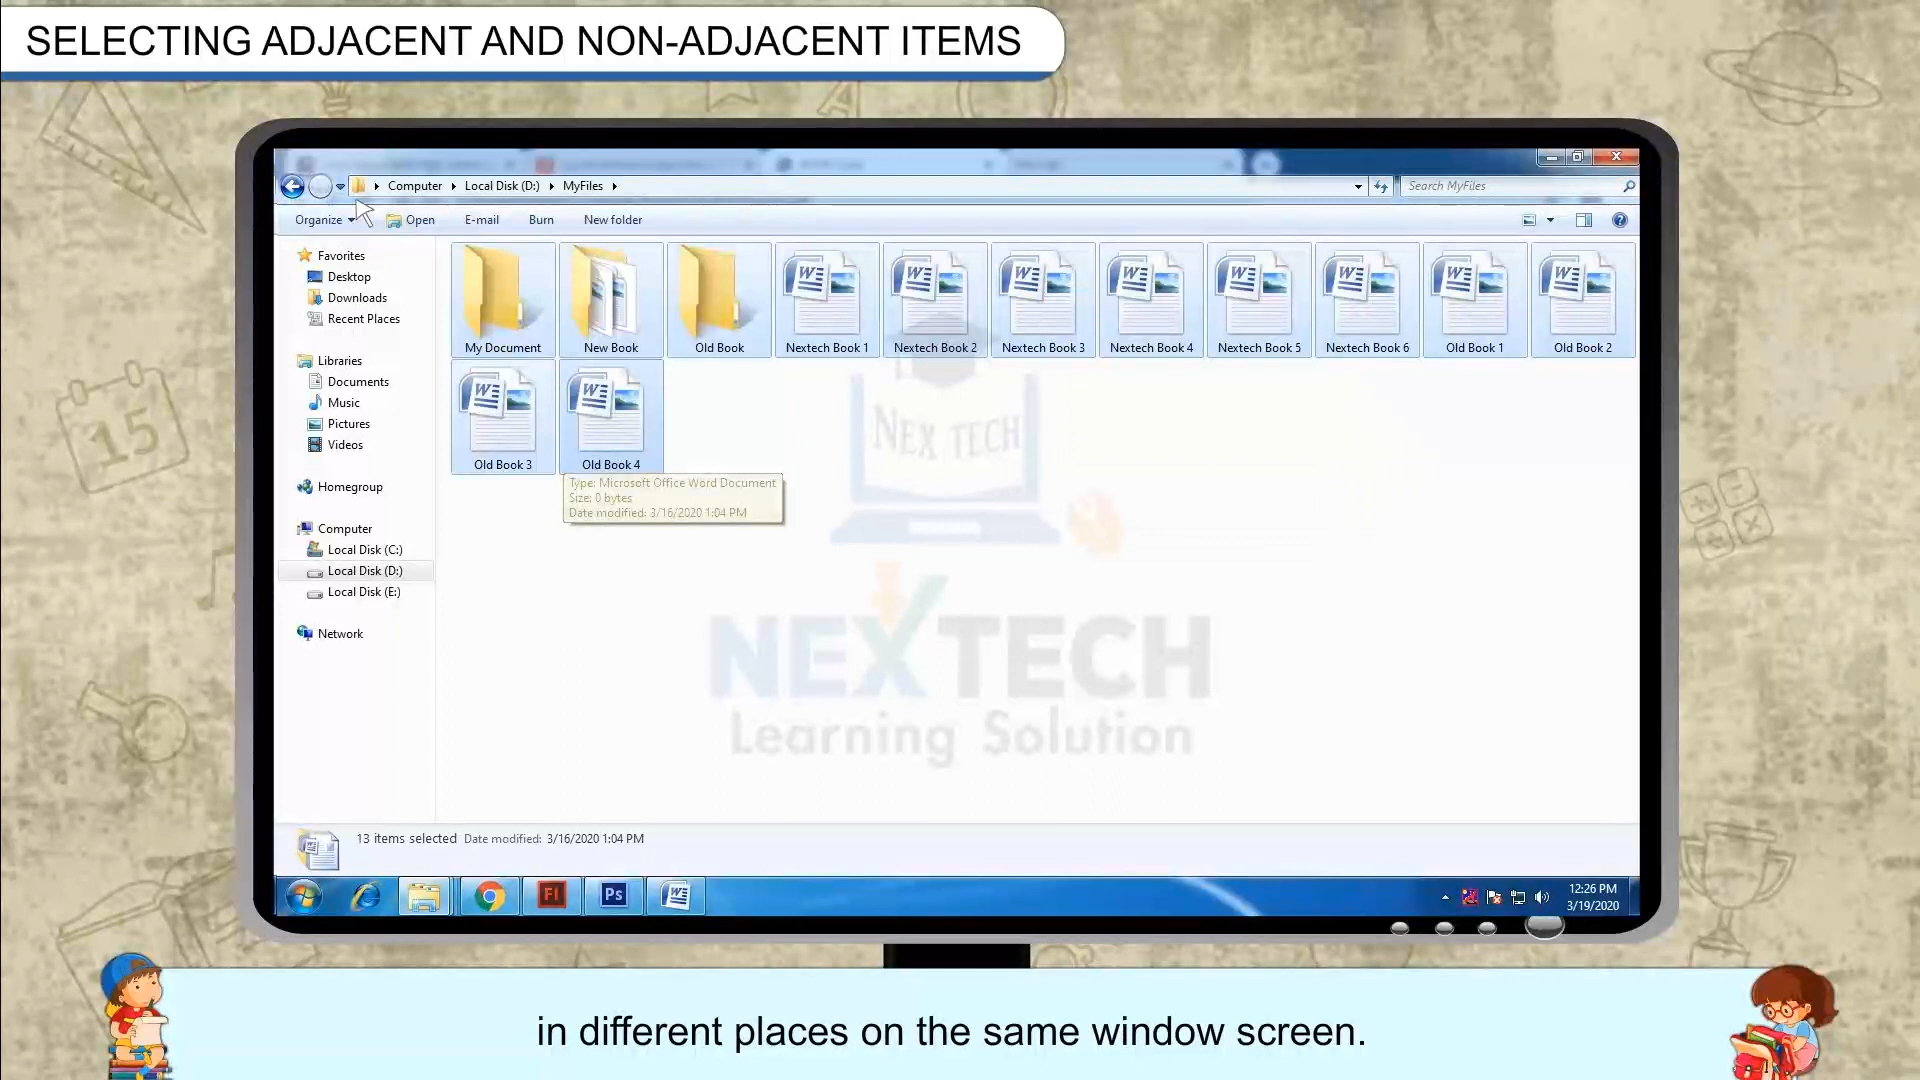 SELECTING ADJACENT AND NON-ADJACENT ITEMS
Computer Local Disk (D:) MyFiles
Search MyFiles
Organize Open E-mail Burn New folder
Favorites
Desktop
Downloads
Recent Places
Libraries
Documents
Music
Pictures
Videos
Homegroup
Computer
Local Disk (C:)
Local Disk (D:)
Local Disk (E:)
Network
My Document New Book Old Book Nextech Book 1 Nextech Book 2 Nextech Book 3 Nextech Book 4 Nextech Book 5 Nextech Book 6 Old Book 1 Old Book 2
Old Book 3 Old Book 4
Type: Microsoft Office Word Document
Size: 0 bytes
Date modified: 3/16/2020 1:04 PM
NEX TECH
NEXTECH
Learning Solution
13 items selected Date modified: 3/16/2020 1:04 PM
Fl
Ps
12:26 PM
3/19/2020
15
in different places on the same window screen.